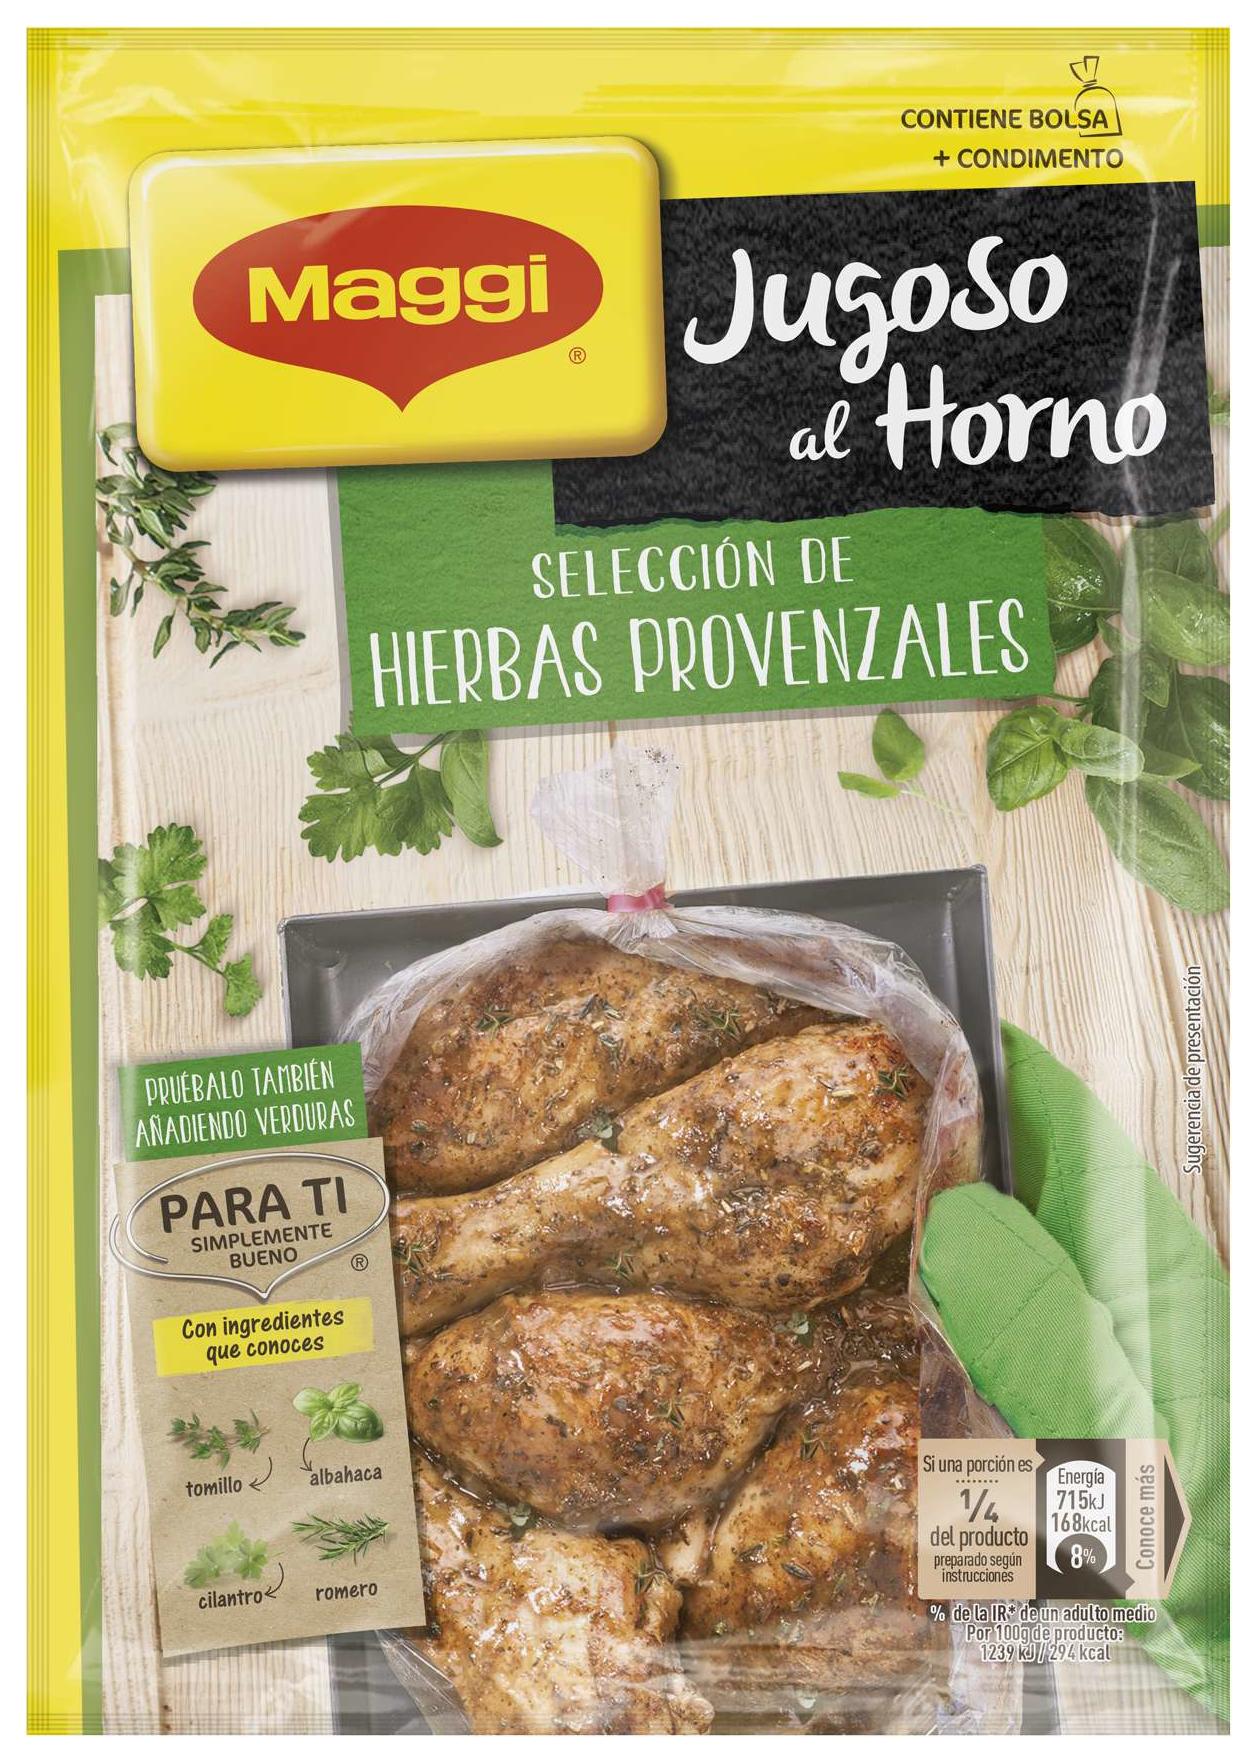 CONTIENE BOLSA
+ CONDIMENTO
Maggi
®
Jugoso
al Horno
SELECCIÓN DE
HIERBAS PROVENZALES
Sugerencia de presentación
PRUÉBALO TAMBIÉN
AÑADIENDO VERDURAS
PARA TI
SIMPLEMENTE
BUENO
®
Con ingredientes
que conoces
tomillo
albahaca
cilantro
romero
Si una porción es
1/4
del producto
preparado según
instrucciones
Energía
715kJ
168kcal
8%
Conoce más
% de la IR* de un adulto medio
Por 100g de producto:
1239 kJ / 294 kcal